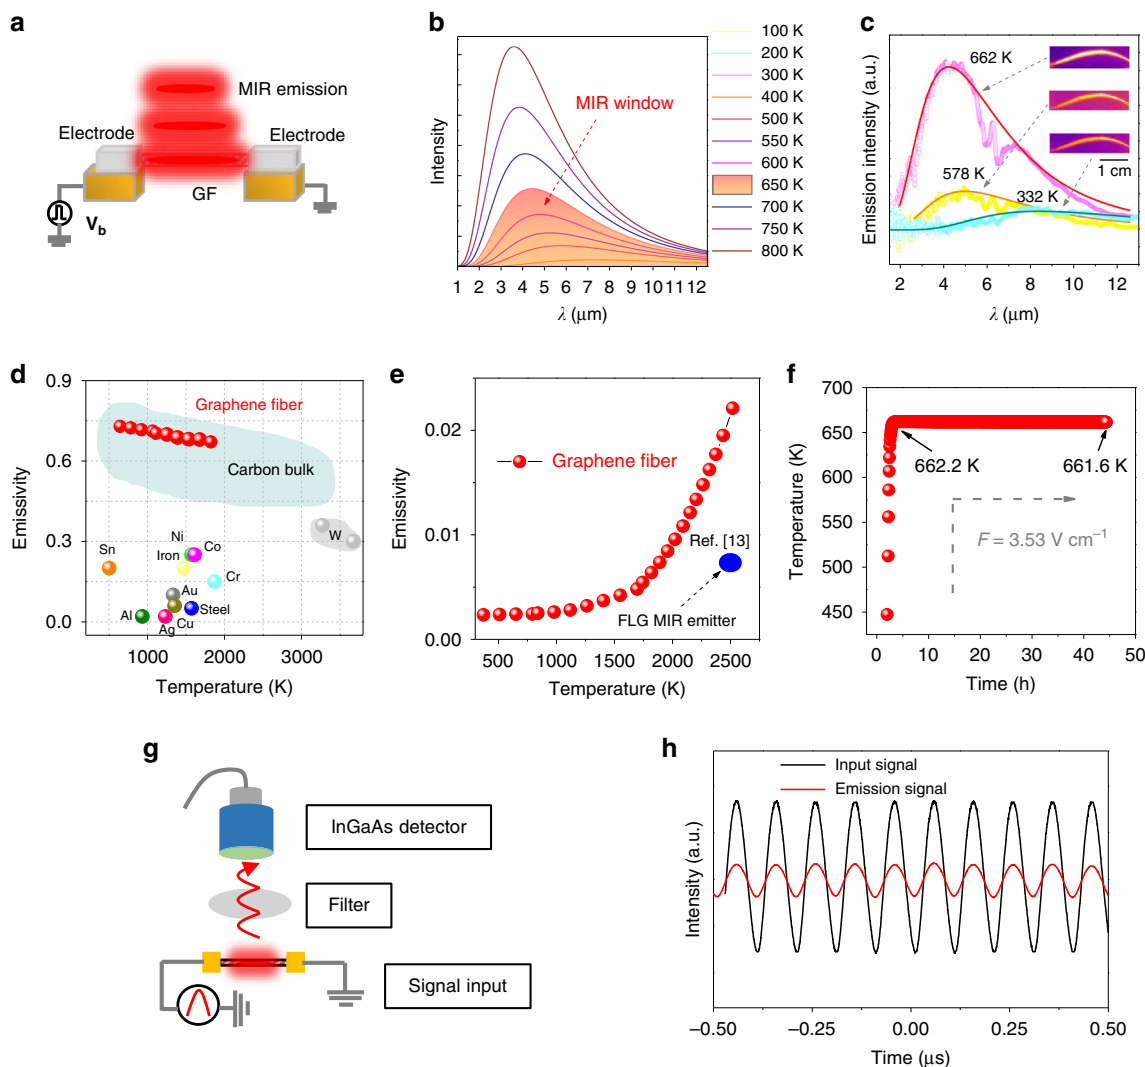 a
MIR emission
Electrode
Electrode
GF
V_b
b
Intensity
MIR window
1 2 3 4 5 6 7 8 9 10 11 12
λ (μm)
100 K
200 K
300 K
400 K
500 K
550 K
600 K
650 K
700 K
750 K
800 K
c
Emission intensity (a.u.)
662 K
578 K
332 K
1 cm
2 4 6 8 10 12
λ (μm)
d
Emissivity
0.9
0.6
0.3
0.0
Graphene fiber
Carbon bulk
W
Ni
Co
Iron
Sn
Cr
Au
Steel
Al
Cu
Ag
1000 2000 3000
Temperature (K)
e
Emissivity
0.02
0.01
0.00
Graphene fiber
Ref. [13]
FLG MIR emitter
500 1000 1500 2000 2500
Temperature (K)
f
Temperature (K)
700
650
600
550
500
450
662.2 K
661.6 K
F = 3.53 V cm⁻¹
0 10 20 30 40 50
Time (h)
g
InGaAs detector
Filter
Signal input
h
Input signal
Emission signal
Intensity (a.u.)
–0.50 –0.25 0.00 0.25 0.50
Time (μs)